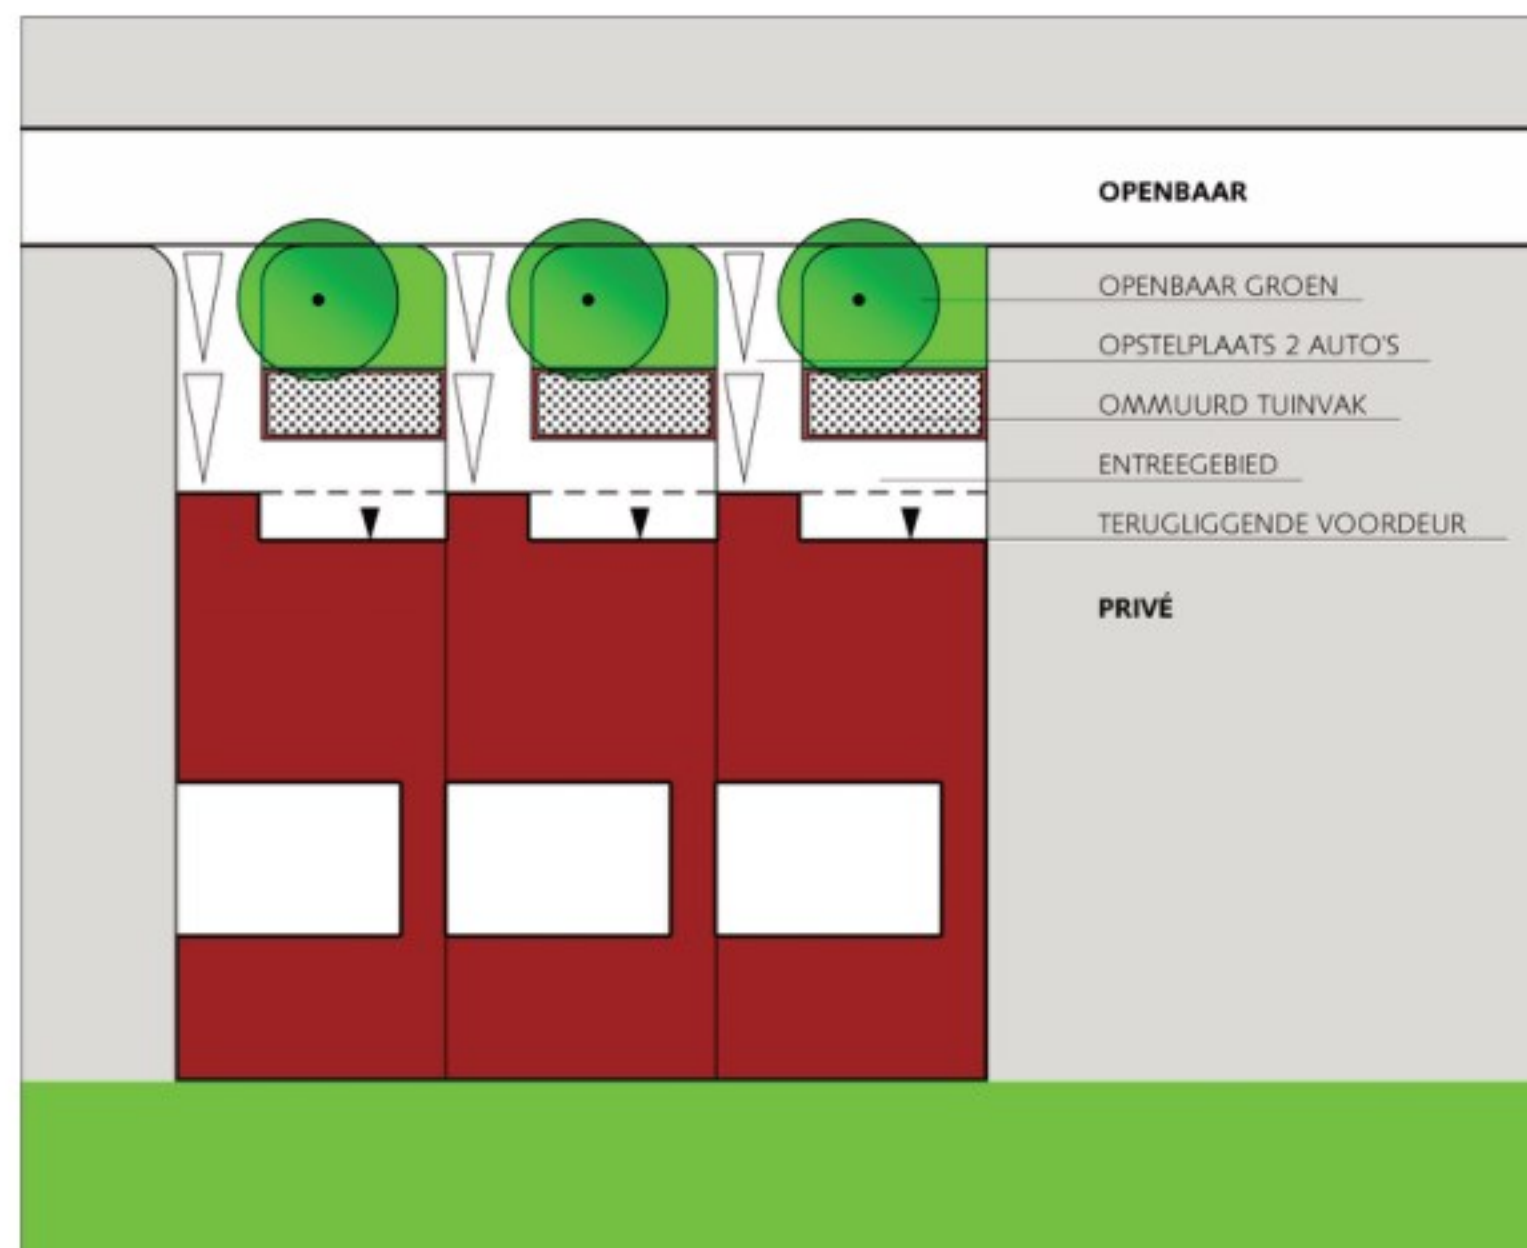 OPENBAAR
OPENBAAR GROEN
OPSTELPLAATS 2 AUTO'S
OMMUURD TUINVAK
ENTREEGEBIED
TERUGLIGGENDE VOORDEUR
PRIVÉ